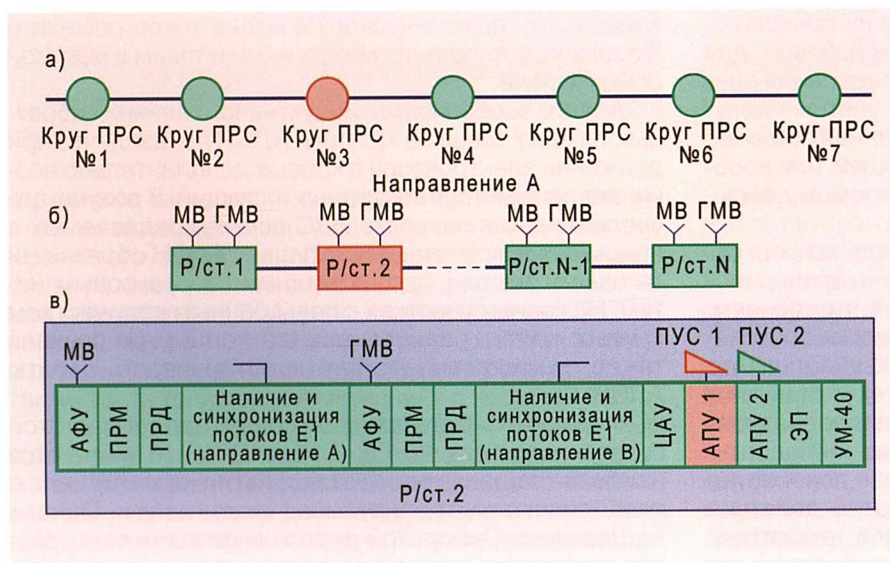 а)
Круг ПРС №1
Круг ПРС №2
Круг ПРС №3
Круг ПРС №4
Круг ПРС №5
Круг ПРС №6
Круг ПРС №7
Направление А
б)
МВ ГМВ МВ ГМВ МВ ГМВ МВ ГМВ
Р/ст.1 Р/ст.2 Р/ст.N-1 Р/ст.N
в)
МВ
ГМВ
ПУС 1
ПУС 2
АФУ
ПРМ
ПРД
Наличие и
синхронизация
потоков Е1
(направление А)
АФУ
ПРМ
ПРД
Наличие и
синхронизация
потоков Е1
(направление В)
ЦАУ
АПУ 1
АПУ 2
ЭП
УМ-40
Р/ст.2